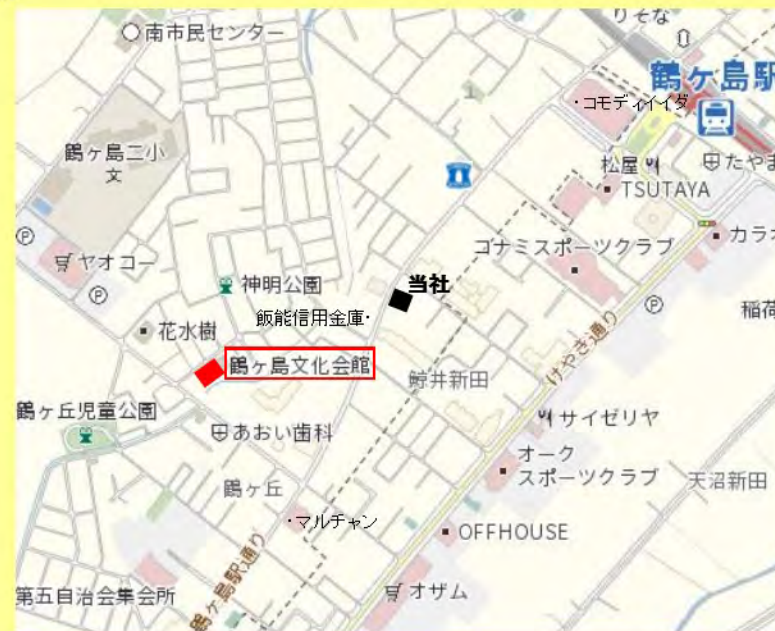 りそな
南市民センター
鶴ヶ島駅
・コモディイイダ
鶴ヶ島二小
文
松屋
たやま
TSUTAYA
カラオ
コナミスポーツクラブ
ヤオコー
P
P
神明公園
当社
飯能信用金庫・
P
稲荷
花水樹
鶴ヶ島文化会館
鯨井新田
けやき通り
鶴ヶ丘児童公園
あおい歯科
サイゼリヤ
オーク
スポーツクラブ
天沼新田
鶴ヶ丘
・マルチャン
OFFHOUSE
鶴ヶ島駅通り
第五自治会集会所
オザム